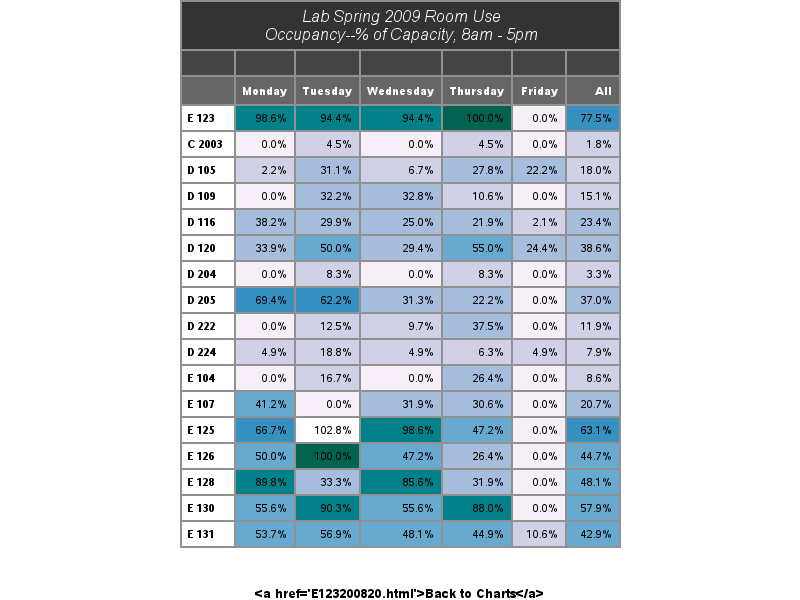 Lab Spring 2009 Room Use
Occupancy--% of Capacity, 8am - 5pm
Monday Tuesday Wednesday Thursday Friday All
E 123 98.6% 94.4% 94.4% 100.0% 0.0% 77.5%
C 2003 0.0% 4.5% 0.0% 4.5% 0.0% 1.8%
D 105 2.2% 31.1% 6.7% 27.8% 22.2% 18.0%
D 109 0.0% 32.2% 32.8% 10.6% 0.0% 15.1%
D 116 38.2% 29.9% 25.0% 21.9% 2.1% 23.4%
D 120 33.9% 50.0% 29.4% 55.0% 24.4% 38.6%
D 204 0.0% 8.3% 0.0% 8.3% 0.0% 3.3%
D 205 69.4% 62.2% 31.3% 22.2% 0.0% 37.0%
D 222 0.0% 12.5% 9.7% 37.5% 0.0% 11.9%
D 224 4.9% 18.8% 4.9% 6.3% 4.9% 7.9%
E 104 0.0% 16.7% 0.0% 26.4% 0.0% 8.6%
E 107 41.2% 0.0% 31.9% 30.6% 0.0% 20.7%
E 125 66.7% 102.8% 98.6% 47.2% 0.0% 63.1%
E 126 50.0% 100.0% 47.2% 26.4% 0.0% 44.7%
E 128 89.8% 33.3% 85.6% 31.9% 0.0% 48.1%
E 130 55.6% 90.3% 55.6% 88.0% 0.0% 57.9%
E 131 53.7% 56.9% 48.1% 44.9% 10.6% 42.9%
<a href='E123200820.html'>Back to Charts</a>